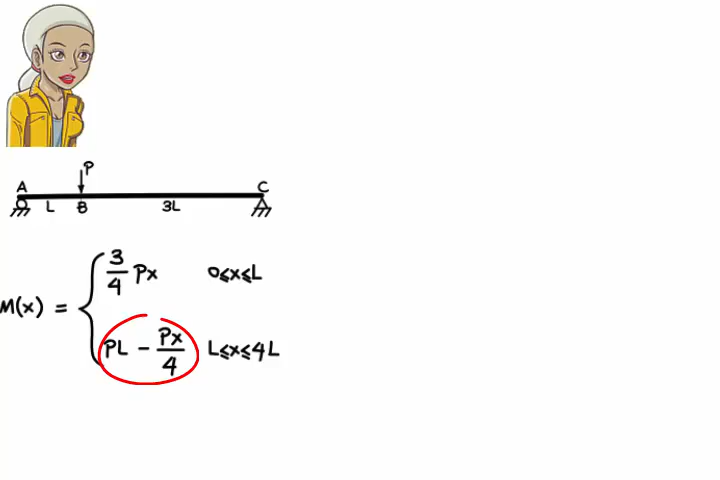 P
A C
L B 3L
M(x) = { 3/4 Px 0≤x≤L
PL - Px/4 L≤x≤4L